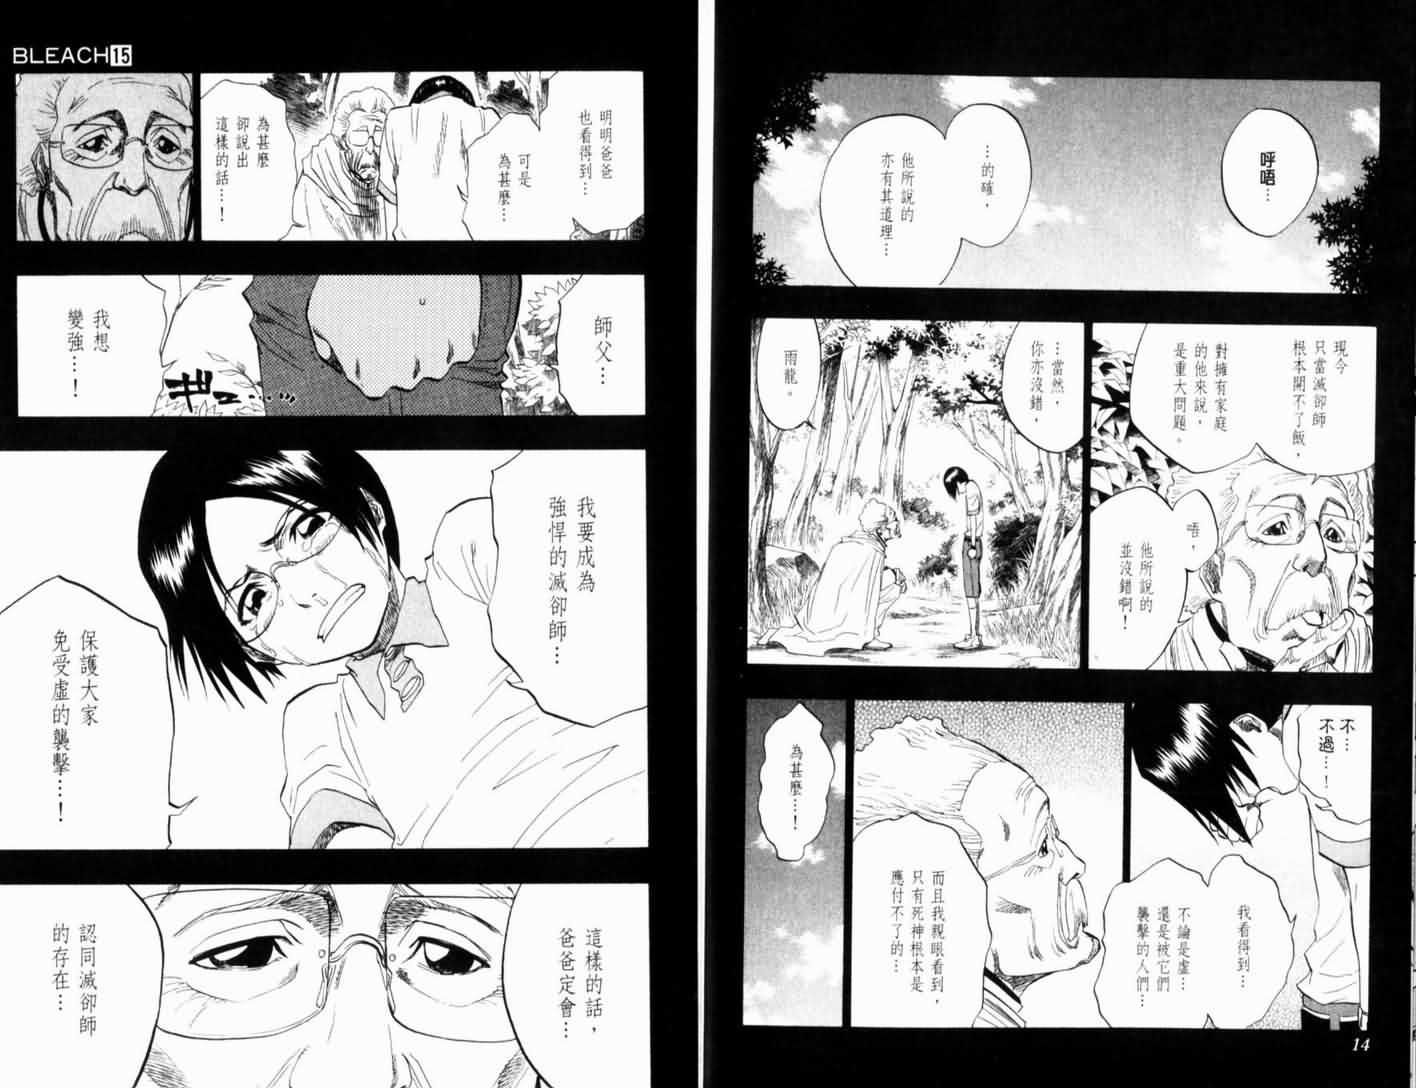 呼唔…
…的確，
他所說的
亦有其道理…
現今
只當滅卻師
根本開不了飯，
對擁有家庭
的他來說，
是重大問題。
唔，
他所說的
並沒錯啊！
…當然，
你亦沒錯，
雨龍。
不…
不過…！
我看得到…
不論是虛…
還是被它們
襲擊的人們…
而且我親眼看到，
只有死神根本是
應付不了的…
為甚麼…！
14
BLEACH 15
明明爸爸
也看得到…
可是
為甚麼…
為甚麼
卻說出
這樣的話…！
師父…
我想
變強…！
ギュ…ッ
我要成為
強悍的滅卻師…
保護大家
免受虛的襲擊…！
這樣的話，
爸爸定會…
認同滅卻師
的存在…